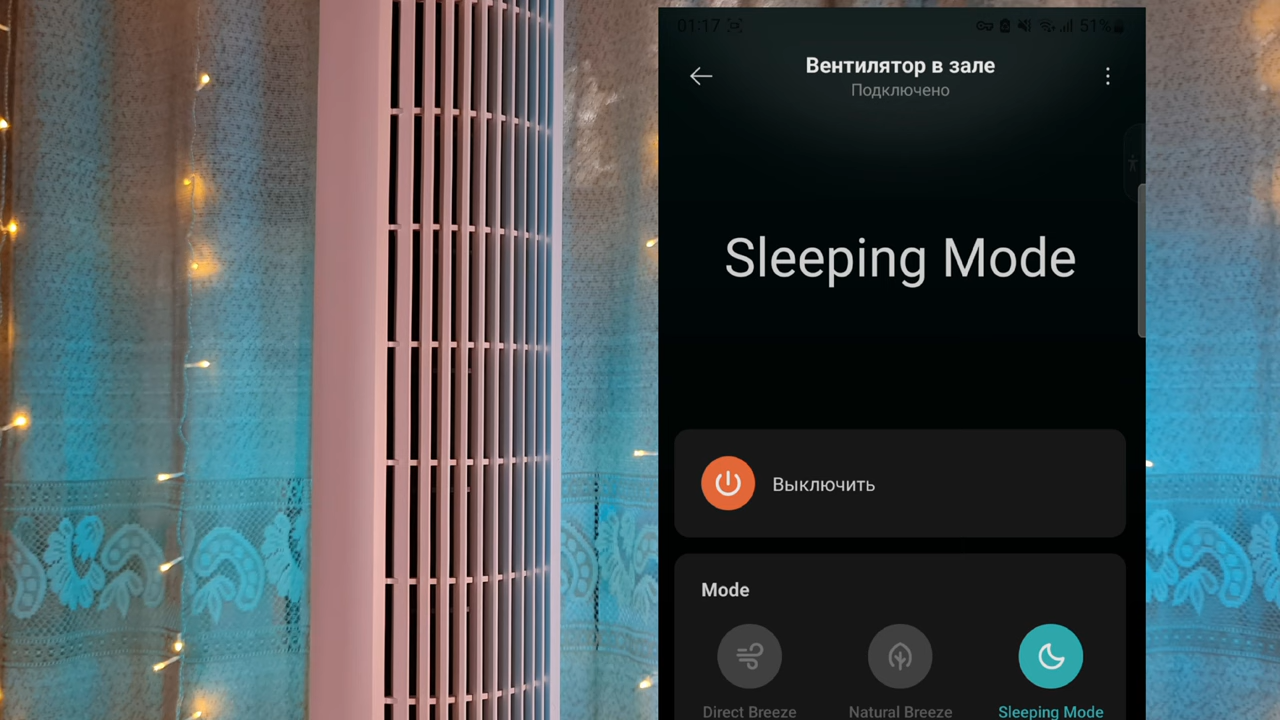 01:17
51%
Вентилятор в зале
Подключено
Sleeping Mode
Выключить
Mode
Direct Breeze
Natural Breeze
Sleeping Mode